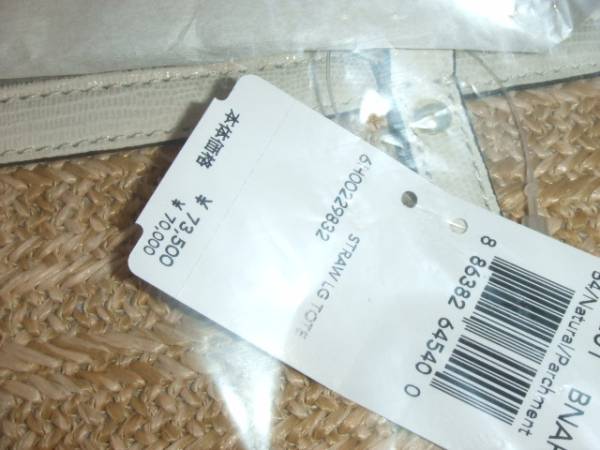 ¥ 73,500
本体価格 ¥ 70,000
STRAW LG TOTE
8 86382 64540 0
BNAP
84/Natural/Parchment